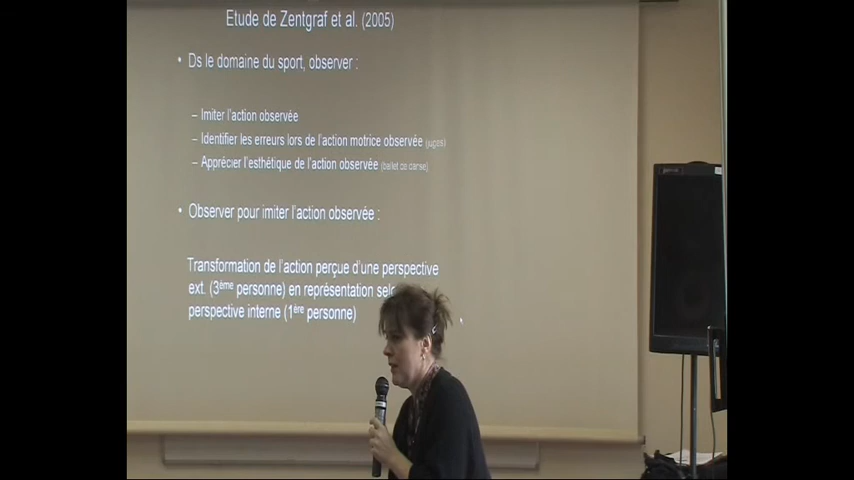 Etude de Zentgraf et al. (2005)
• Ds le domaine du sport, observer :
– Imiter l'action observée
– Identifier les erreurs lors de l'action motrice observée (juges)
– Apprécier l'esthétique de l'action observée (ballet de danse)
• Observer pour imiter l'action observée :
Transformation de l'action perçue d'une perspective
ext. (3ème personne) en représentation
perspective interne (1ère personne)